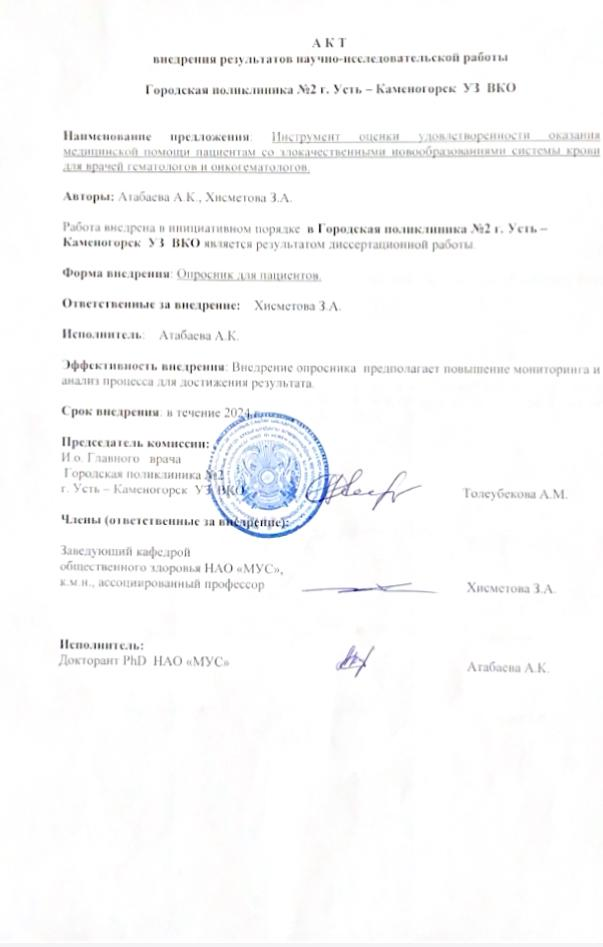 А К Т
внедрения результатов научно-исследовательской работы
Городская поликлиника №2 г. Усть – Каменогорск УЗ ВКО
Наименование предложения: Инструмент оценки удовлетворенности оказания
медицинской помощи пациентам со злокачественными новообразованиями системы крови
для врачей гематологов и онкогематологов.
Авторы: Атабаева А.К., Хисметова З.А.
Работа внедрена в инициативном порядке в Городская поликлиника №2 г. Усть –
Каменогорск УЗ ВКО является результатом диссертационной работы.
Форма внедрения: Опросник для пациентов.
Ответственные за внедрение: Хисметова З.А.
Исполнитель: Атабаева А.К.
Эффективность внедрения: Внедрение опросника предполагает повышение мониторинга и
анализ процесса для достижения результата.
Срок внедрения: в течение 2024 г.
Председатель комиссии:
И.о. Главного врача
Городская поликлиника №2
г. Усть – Каменогорск УЗ ВКО Толеубекова А.М.
Члены (ответственные за внедрение):
Заведующий кафедрой
общественного здоровья НАО «МУС»,
к.м.н., ассоциированный профессор Хисметова З.А.
Исполнитель:
Докторант PhD НАО «МУС» Атабаева А.К.